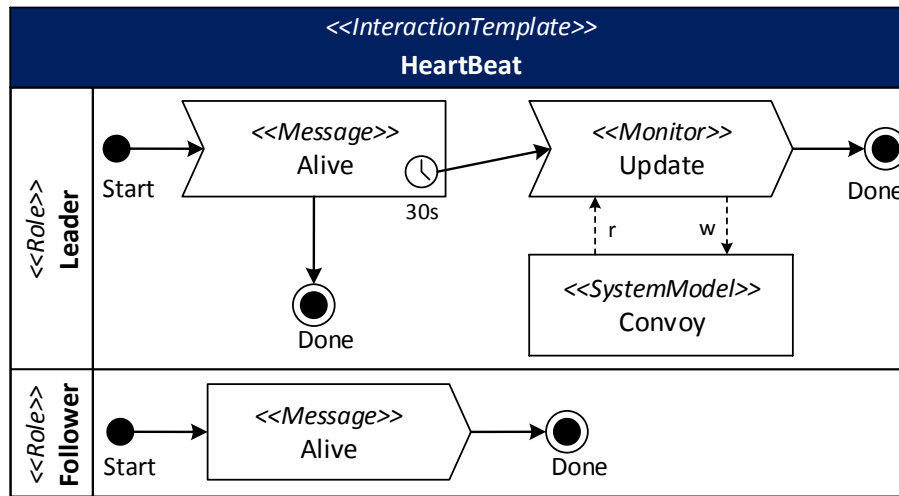 <<InteractionTemplate>>
HeartBeat
<<Role>>
Leader
Start
<<Message>>
Alive
30s
<<Monitor>>
Update
Done
r
w
<<SystemModel>>
Convoy
Done
<<Role>>
Follower
Start
<<Message>>
Alive
Done